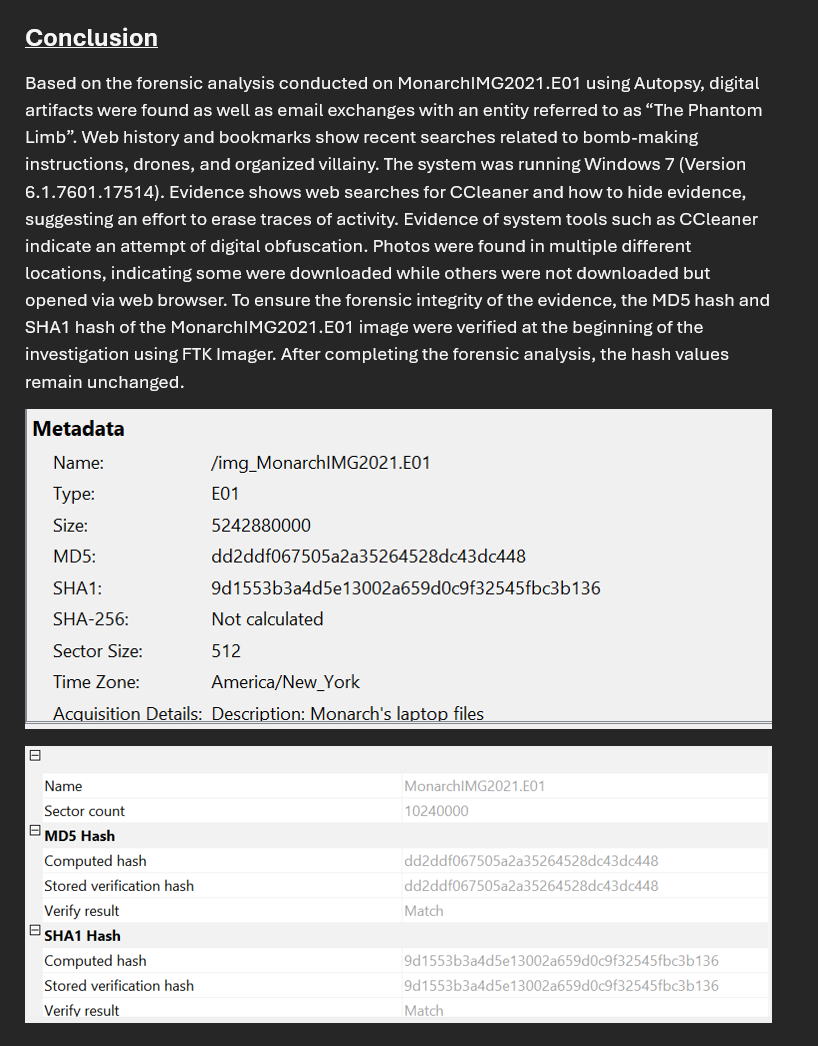 Conclusion
Based on the forensic analysis conducted on MonarchIMG2021.E01 using Autopsy, digital
artifacts were found as well as email exchanges with an entity referred to as “The Phantom
Limb”. Web history and bookmarks show recent searches related to bomb-making
instructions, drones, and organized villainy. The system was running Windows 7 (Version
6.1.7601.17514). Evidence shows web searches for CCleaner and how to hide evidence,
suggesting an effort to erase traces of activity. Evidence of system tools such as CCleaner
indicate an attempt of digital obfuscation. Photos were found in multiple different
locations, indicating some were downloaded while others were not downloaded but
opened via web browser. To ensure the forensic integrity of the evidence, the MD5 hash and
SHA1 hash of the MonarchIMG2021.E01 image were verified at the beginning of the
investigation using FTK Imager. After completing the forensic analysis, the hash values
remain unchanged.
Metadata
Name: /img_MonarchIMG2021.E01
Type: E01
Size: 5242880000
MD5: dd2ddf067505a2a35264528dc43dc448
SHA1: 9d1553b3a4d5e13002a659d0c9f32545fbc3b136
SHA-256: Not calculated
Sector Size: 512
Time Zone: America/New_York
Acquisition Details: Description: Monarch's laptop files
Name MonarchIMG2021.E01
Sector count 10240000
MD5 Hash
Computed hash dd2ddf067505a2a35264528dc43dc448
Stored verification hash dd2ddf067505a2a35264528dc43dc448
Verify result Match
SHA1 Hash
Computed hash 9d1553b3a4d5e13002a659d0c9f32545fbc3b136
Stored verification hash 9d1553b3a4d5e13002a659d0c9f32545fbc3b136
Verify result Match